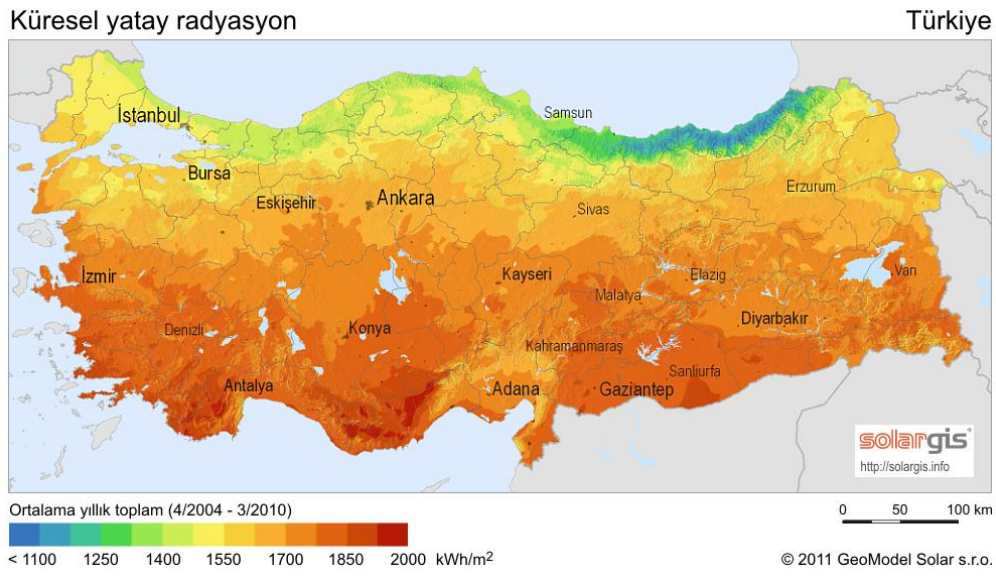 Küresel yatay radyasyon
Türkiye
İstanbul
Samsun
Bursa
Erzurum
Eskişehir
Ankara
Sivas
İzmir
Kayseri
Elazig
Van
Malatya
Denizli
Konya
Diyarbakır
Kahramanmaraş
Sanliurfa
Antalya
Adana
Gaziantep
solargis
http://solargis.info
Ortalama yıllık toplam (4/2004 - 3/2010)
0 50 100 km
< 1100 1250 1400 1550 1700 1850 2000 kWh/m²
© 2011 GeoModel Solar s.r.o.